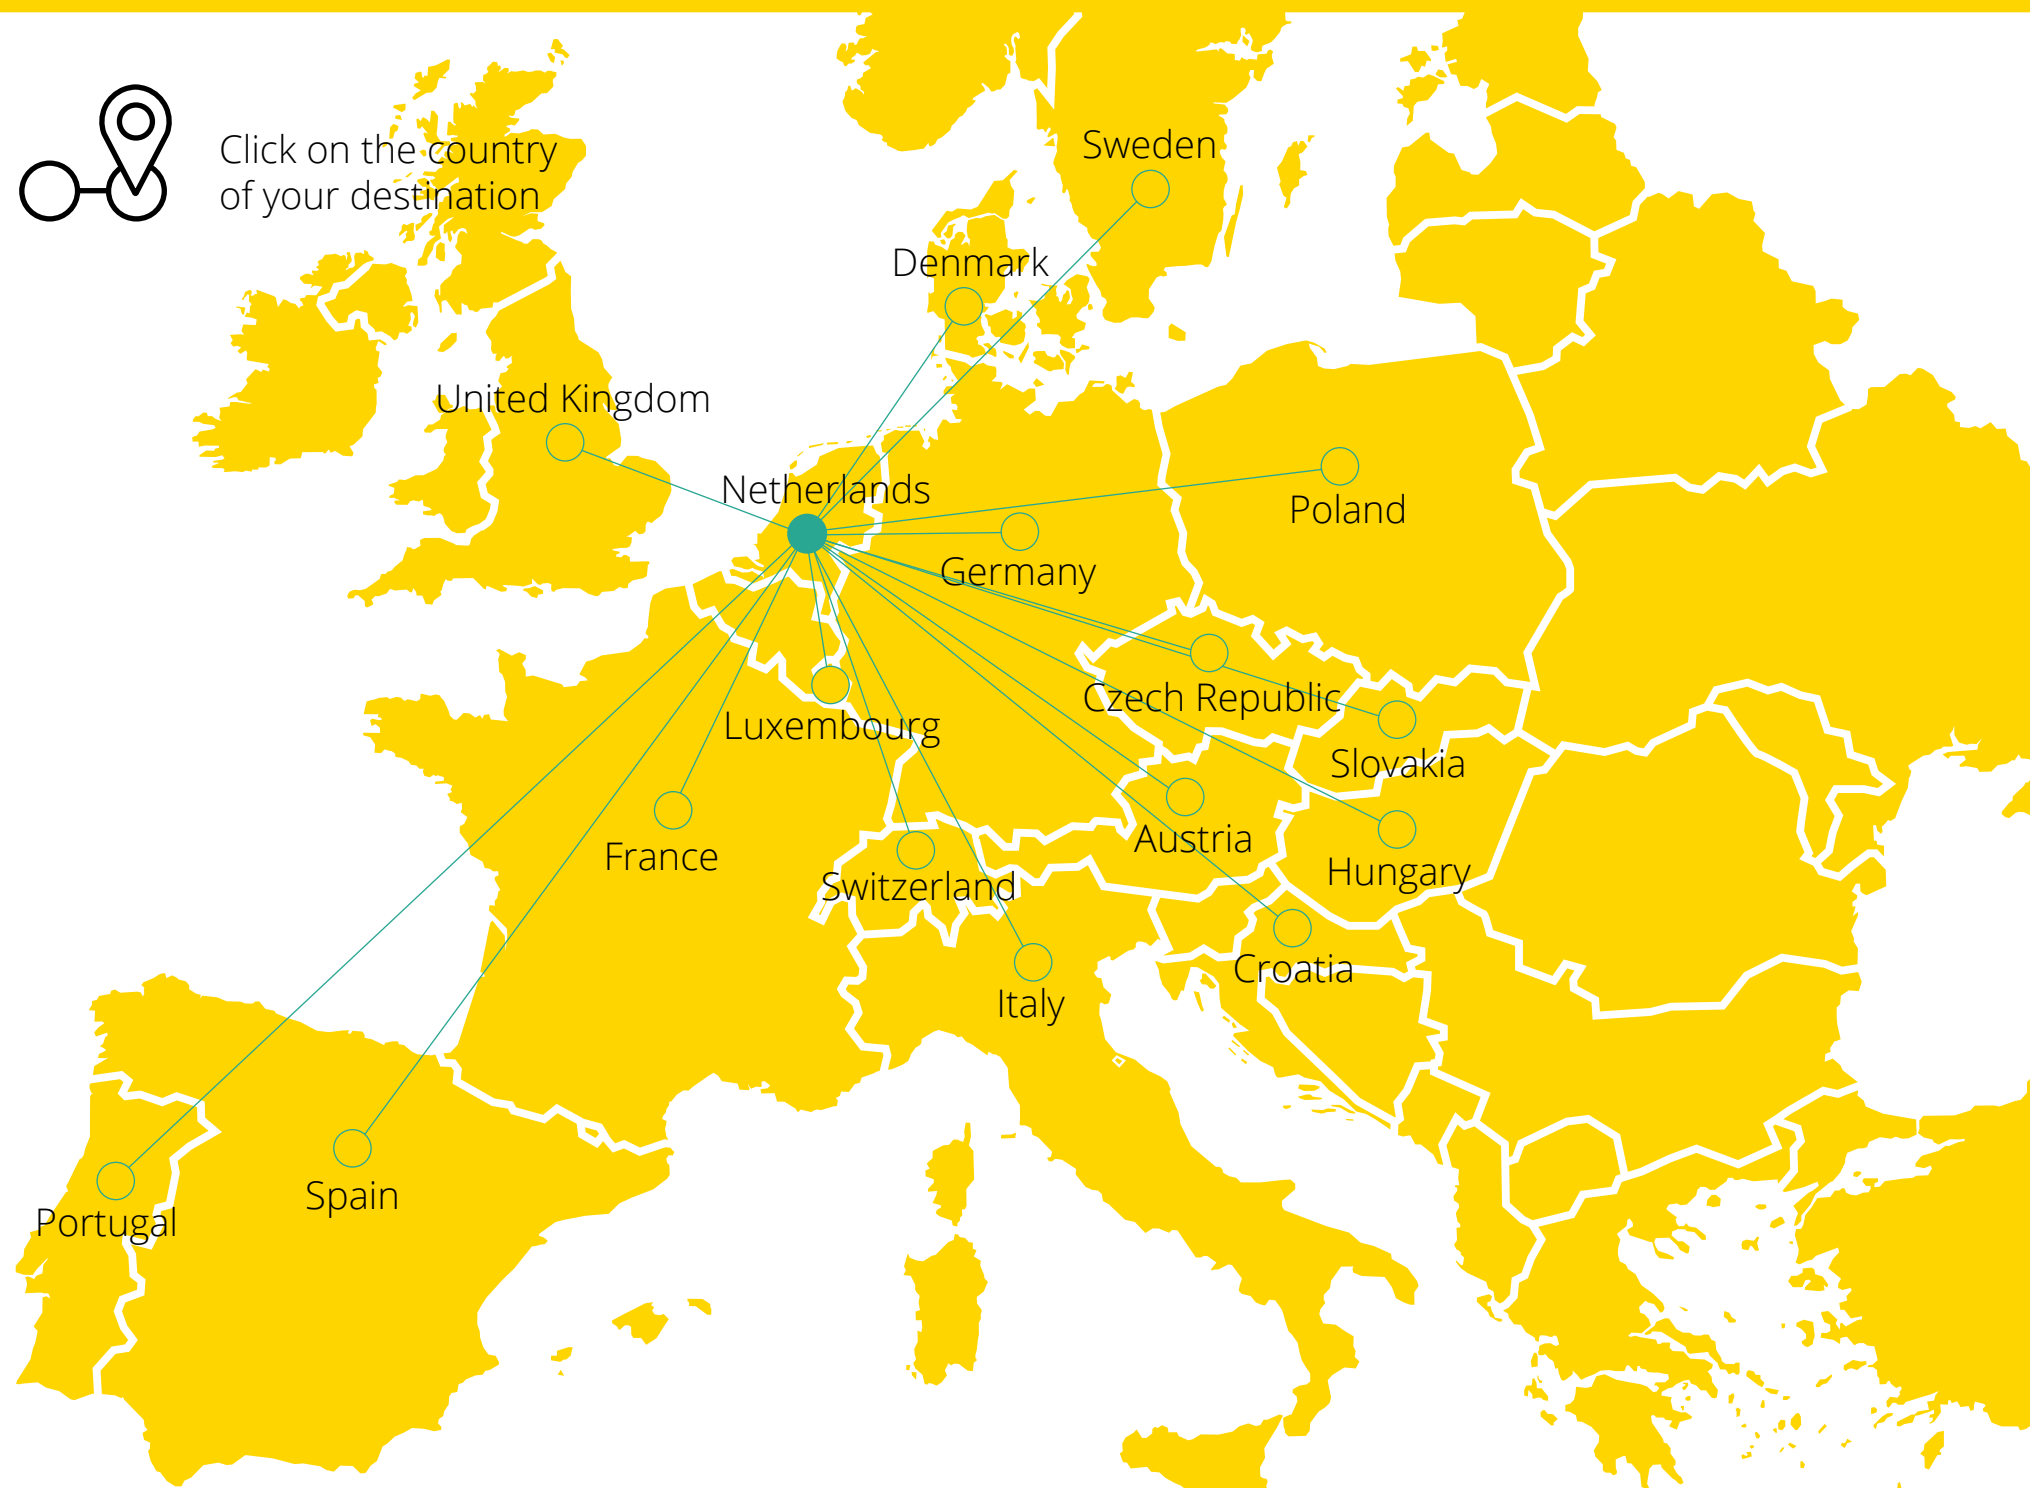 Click on the country
of your destination
Sweden
Denmark
United Kingdom
Netherlands
Poland
Germany
Czech Republic
Luxembourg
Slovakia
France
Austria
Switzerland
Hungary
Croatia
Italy
Spain
Portugal